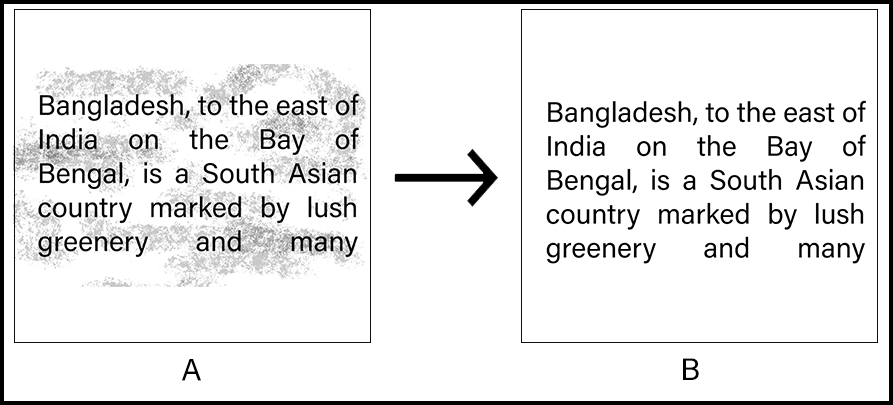 Bangladesh, to the east of
India on the Bay of
Bengal, is a South Asian
country marked by lush
greenery and many
A
Bangladesh, to the east of
India on the Bay of
Bengal, is a South Asian
country marked by lush
greenery and many
B